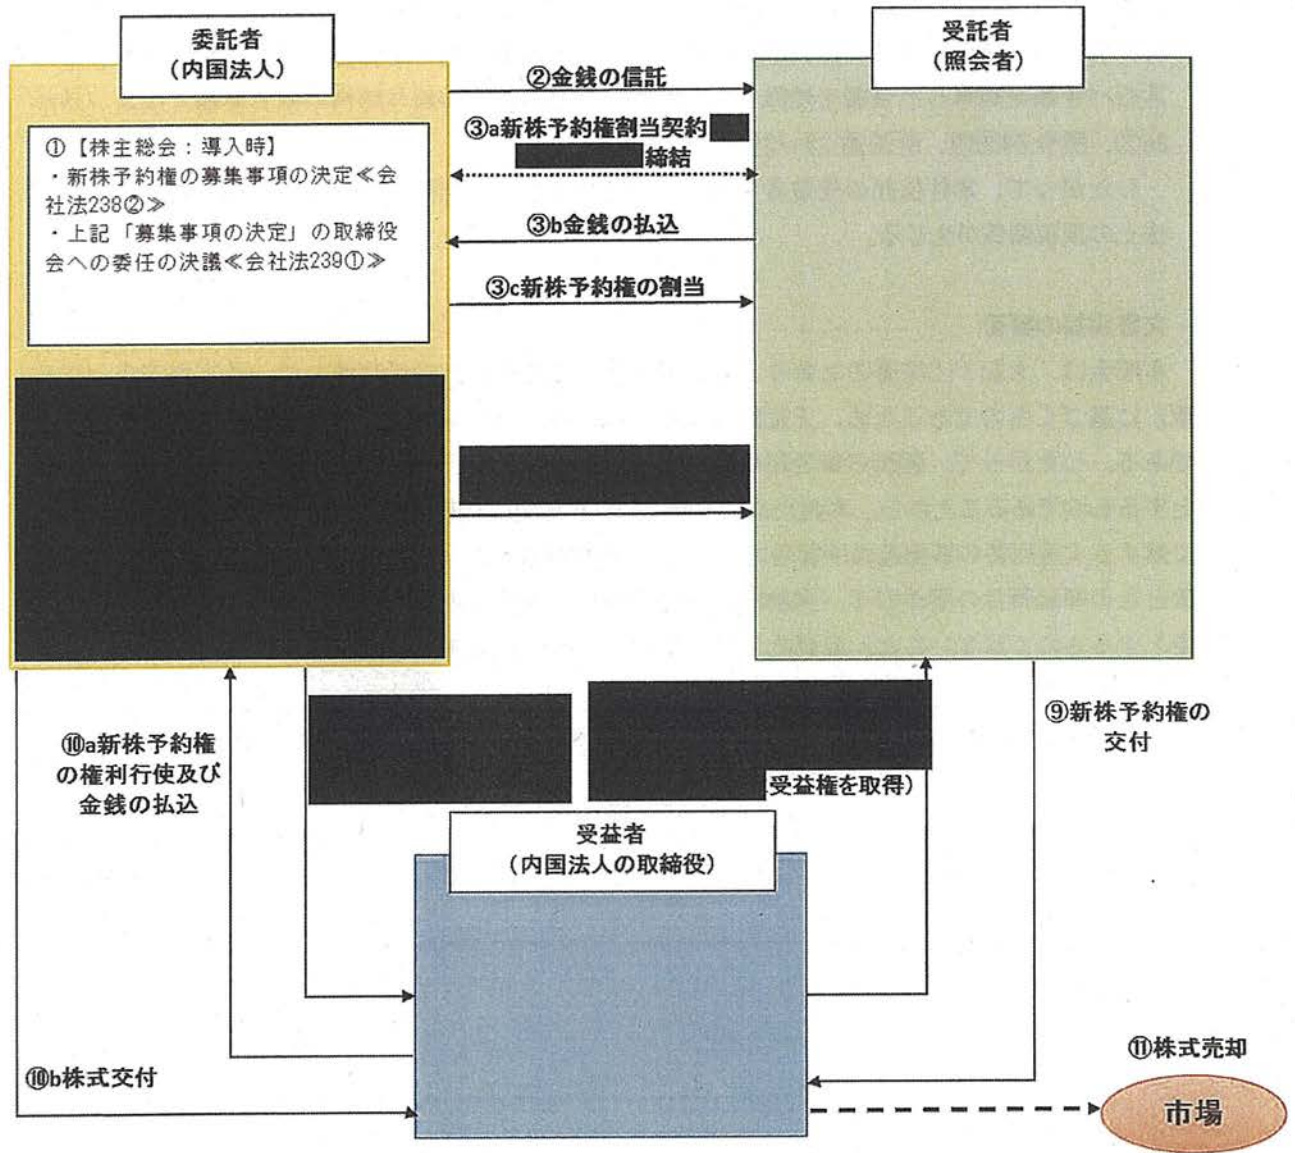 委託者
（内国法人）
受託者
（照会者）
②金銭の信託
③a新株予約権割当契約
締結
①【株主総会：導入時】
・新株予約権の募集事項の決定≪会
社法238②≫
・上記「募集事項の決定」の取締役
会への委任の決議≪会社法239①≫
③b金銭の払込
③c新株予約権の割当
⑨新株予約権の
交付
⑩a新株予約権
の権利行使及び
金銭の払込
受益権を取得）
受益者
（内国法人の取締役）
⑩b株式交付
⑪株式売却
市場